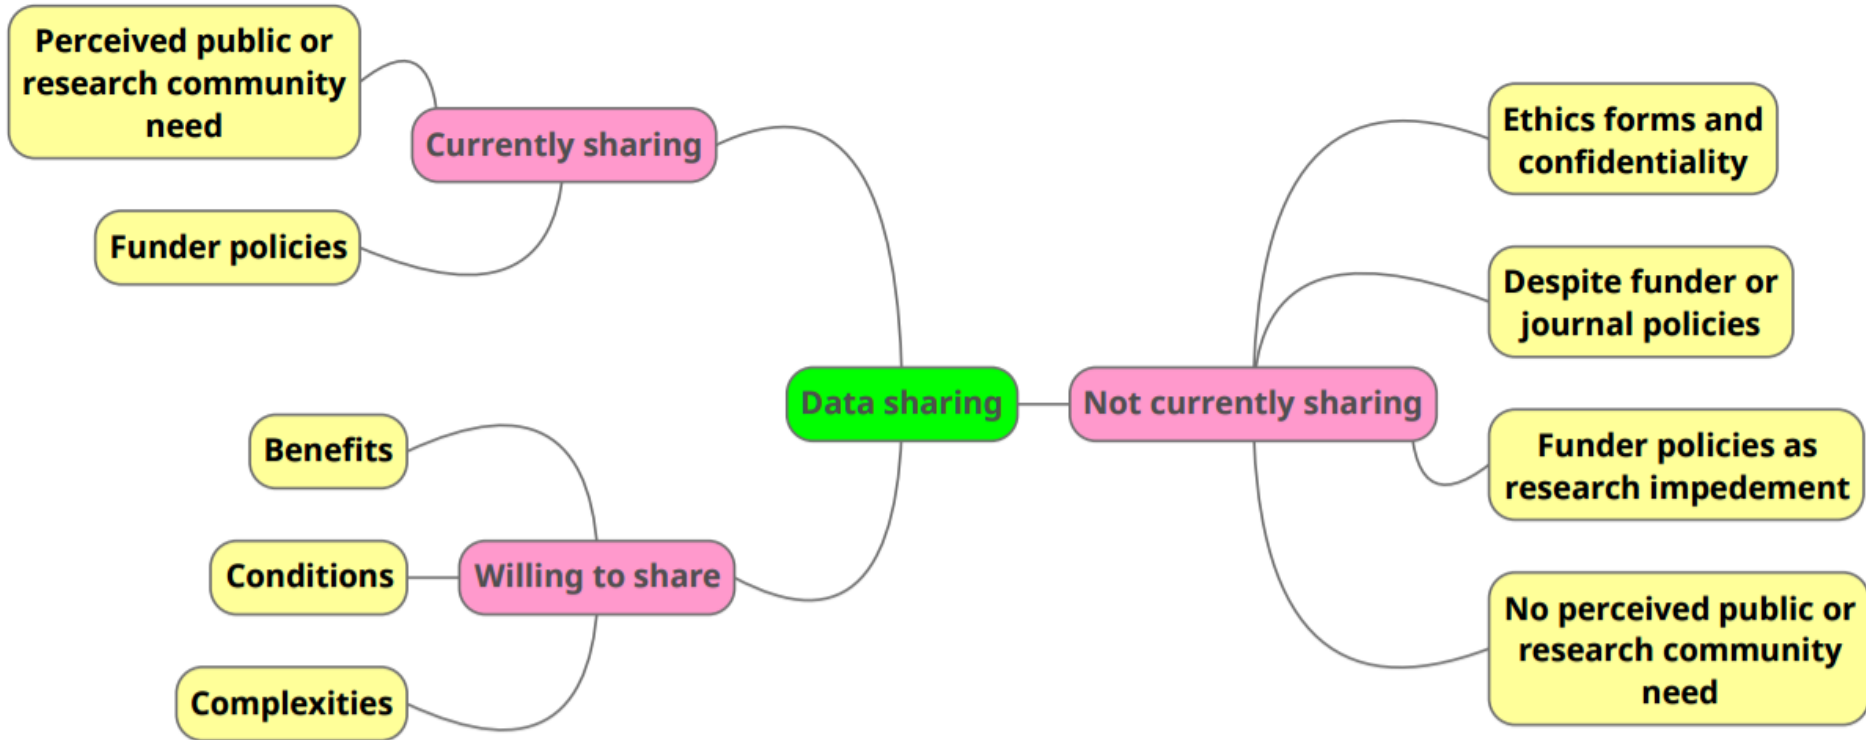 Perceived public or
research community
need
Currently sharing
Funder policies
Benefits
Conditions
Willing to share
Complexities
Data sharing
Not currently sharing
Ethics forms and
confidentiality
Despite funder or
journal policies
Funder policies as
research impedement
No perceived public or
research community
need